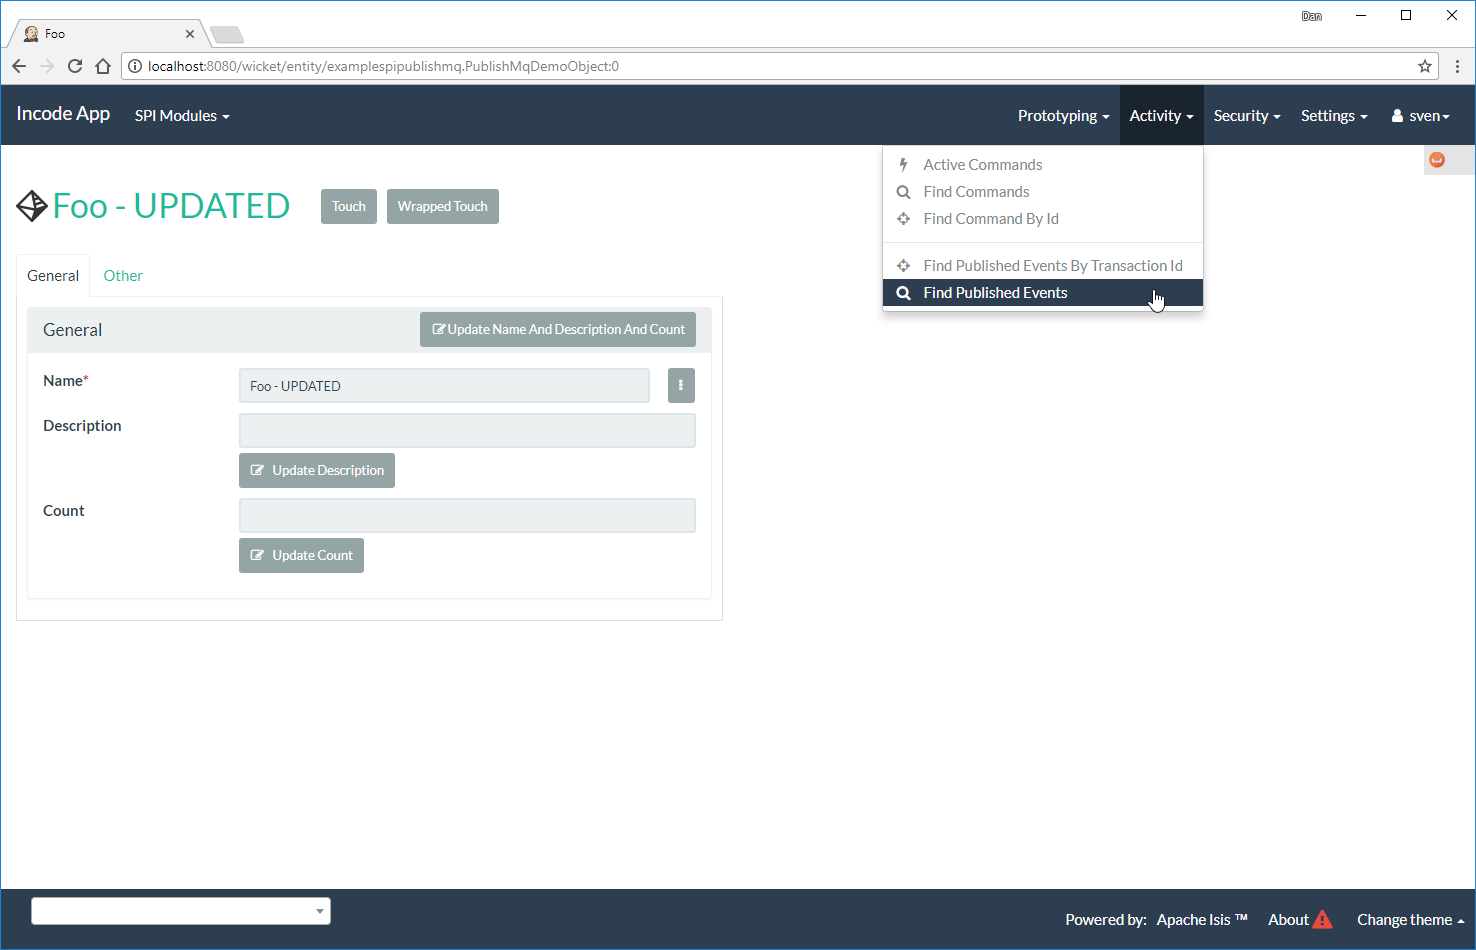 Dan
Foo
localhost:8080/wicket/entity/examplespipublishmq.PublishMqDemoObject:0
Incode App SPI Modules Prototyping Activity Security Settings sven
Active Commands
Find Commands
Find Command By Id
Find Published Events By Transaction Id
Find Published Events
Foo - UPDATED Touch Wrapped Touch
General Other
General Update Name And Description And Count
Name* Foo - UPDATED
Description
Update Description
Count
Update Count
Powered by: Apache Isis ™ About Change theme